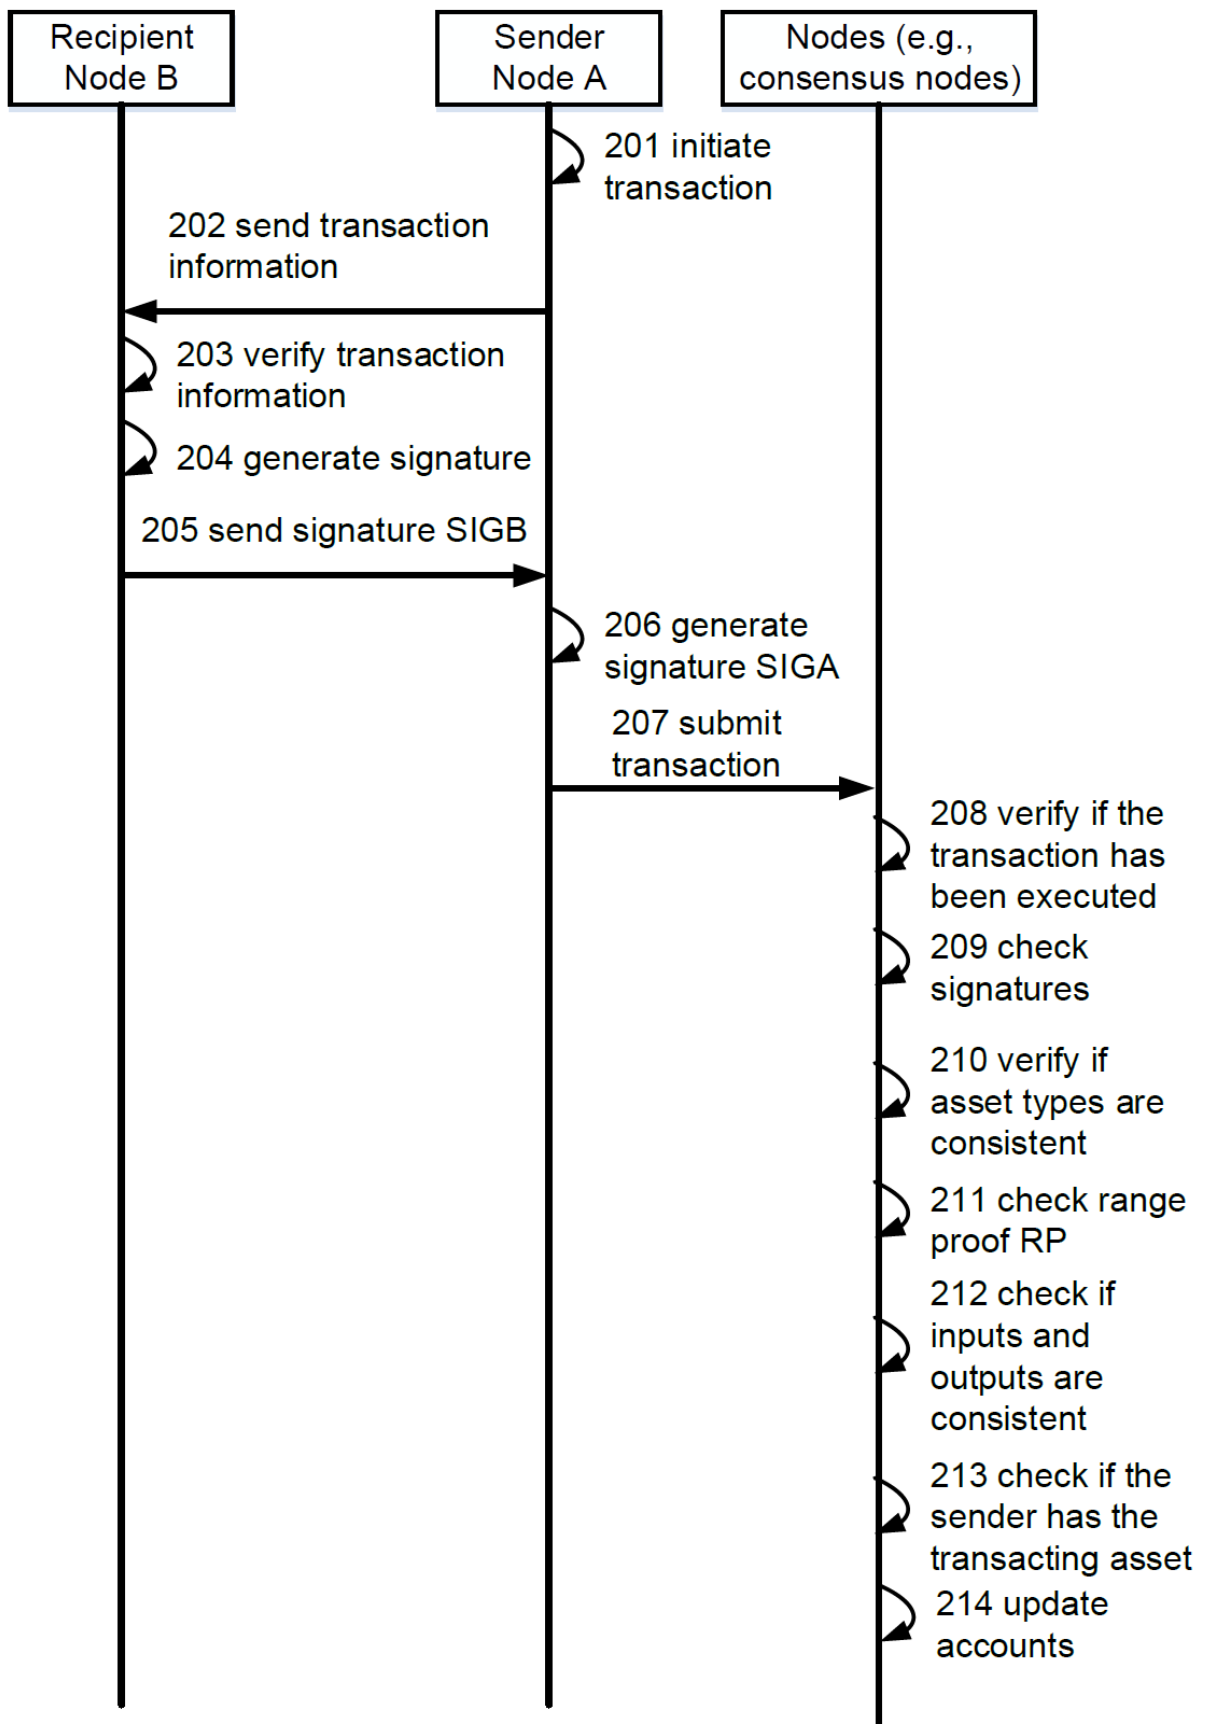 Recipient
Node B
Sender
Node A
Nodes (e.g.,
consensus nodes)
201 initiate
transaction
202 send transaction
information
203 verify transaction
information
204 generate signature
205 send signature SIGB
206 generate
signature SIGA
207 submit
transaction
208 verify if the
transaction has
been executed
209 check
signatures
210 verify if
asset types are
consistent
211 check range
proof RP
212 check if
inputs and
outputs are
consistent
213 check if the
sender has the
transacting asset
214 update
accounts